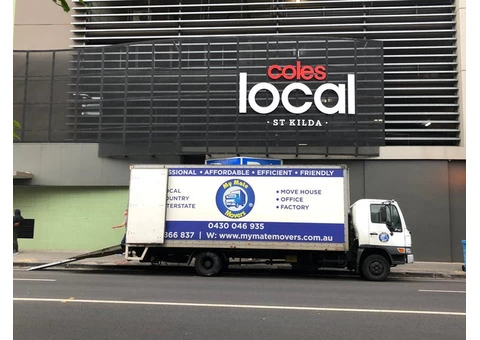 coles
local
• ST KILDA •
SSIONAL • AFFORDABLE • EFFICIENT • FRIENDLY
My Mate
Movers
OCAL
OUNTRY
TERSTATE
• MOVE HOUSE
• OFFICE
• FACTORY
0430 046 935
366 837 | W: www.mymatemovers.com.au